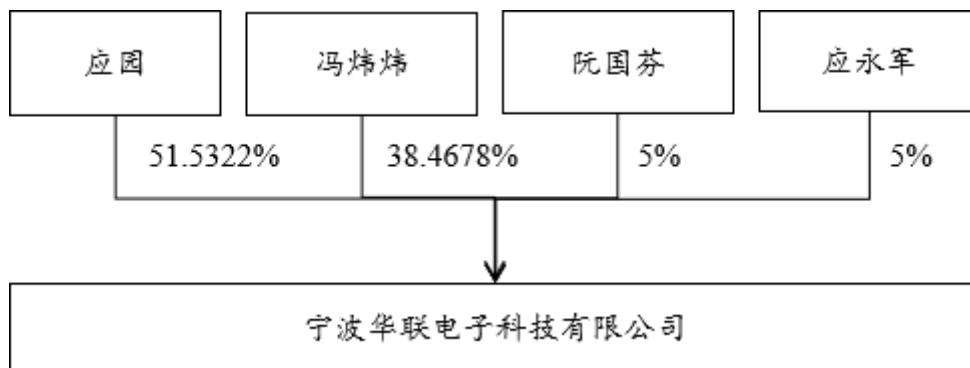 应园 冯炜炜 阮国芬 应永军
51.5322% 38.4678% 5% 5%
宁波华联电子科技有限公司